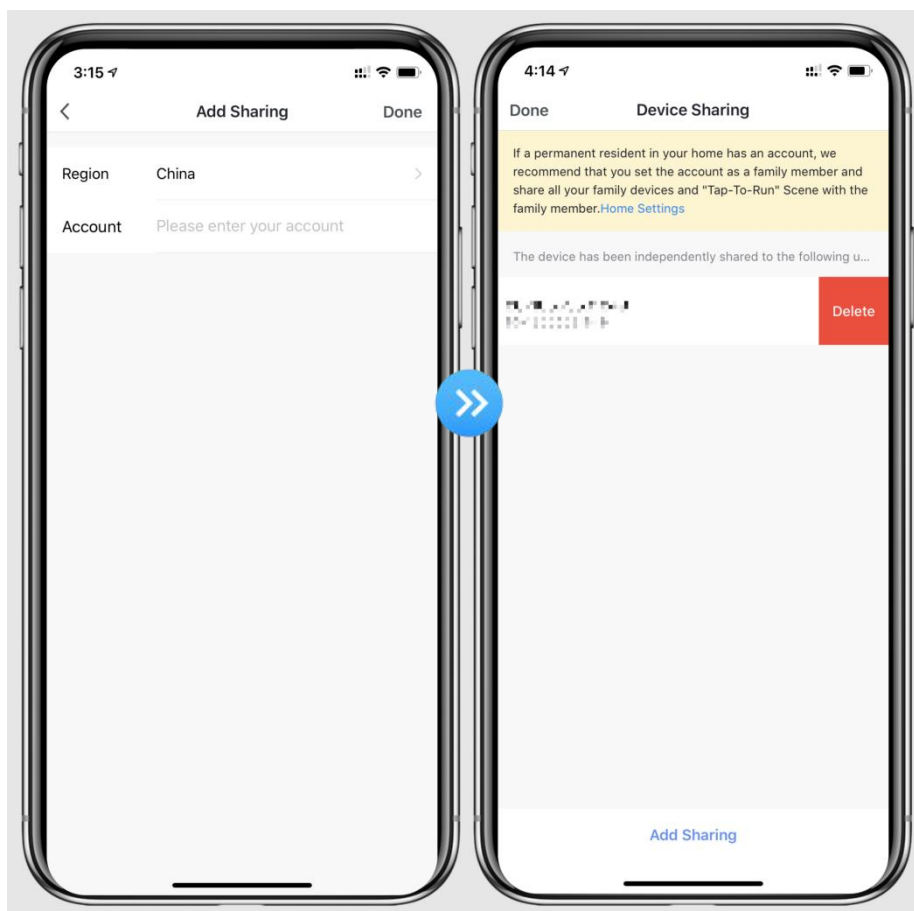 3:15
Add Sharing
Done
Region
China
Account
Please enter your account
4:14
Done
Device Sharing
If a permanent resident in your home has an account, we
recommend that you set the account as a family member and
share all your family devices and "Tap-To-Run" Scene with the
family member.Home Settings
The device has been independently shared to the following u...
Delete
Add Sharing